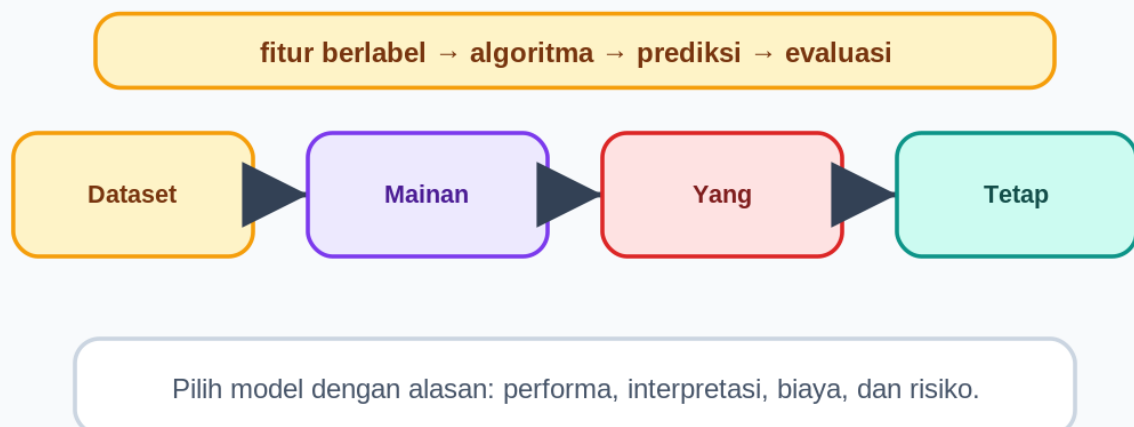 fitur berlabel → algoritma → prediksi → evaluasi
Dataset
Mainan
Yang
Tetap
Pilih model dengan alasan: performa, interpretasi, biaya, dan risiko.